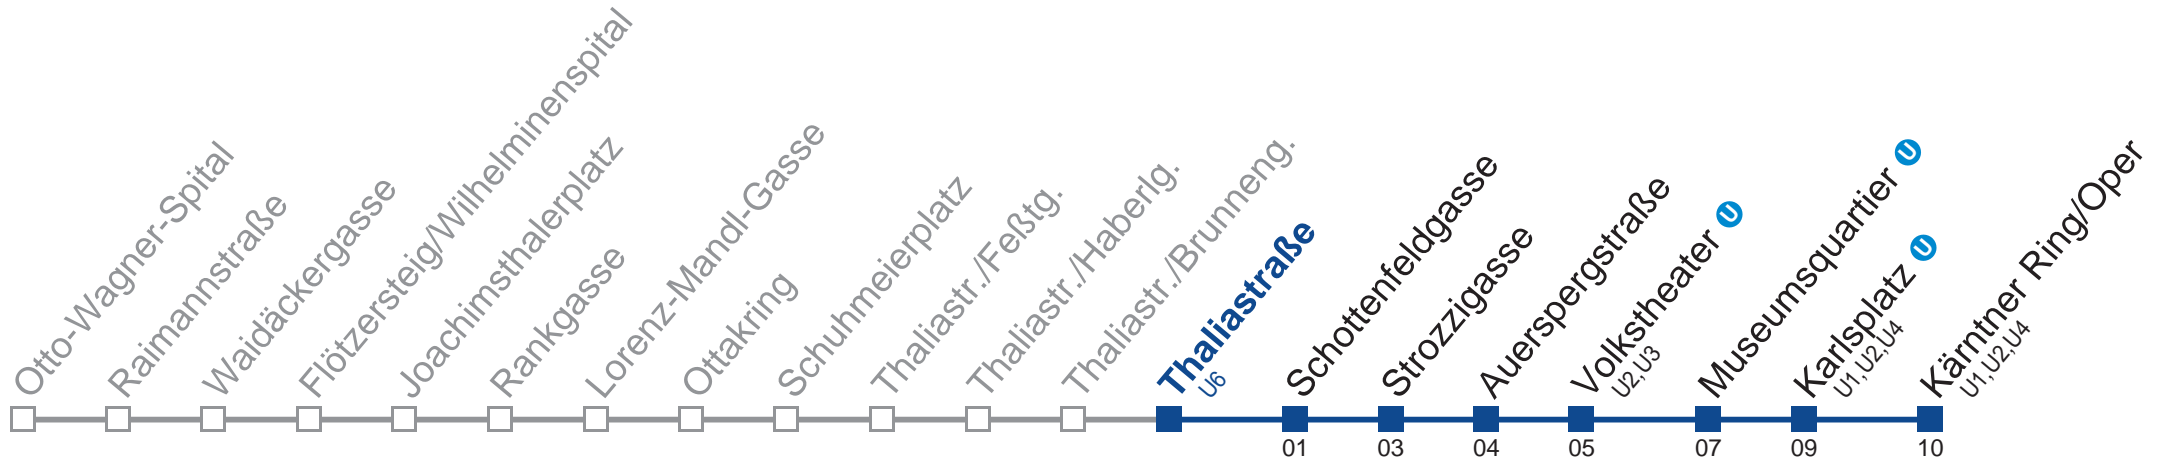 Otto-Wagner-Spital
Raimannstraße
Waidäckergasse
Flötzersteig/Wilhelminenspital
Joachimsthalerplatz
Rankgasse
Lorenz-Mandl-Gasse
Ottakring
Schuhmeierplatz
Thaliastr./Feßtg.
Thaliastr./Haberlg.
Thaliastr./Brunneng.
Thaliastraße
U6
Schottenfeldgasse
Strozzigasse
Auerspergstraße
Volkstheater U
U2,U3
Museumsquartier U
Karlsplatz U
U1,U2,U4
Kärntner Ring/Oper
U1,U2,U4
01 03 04 05 07 09 10